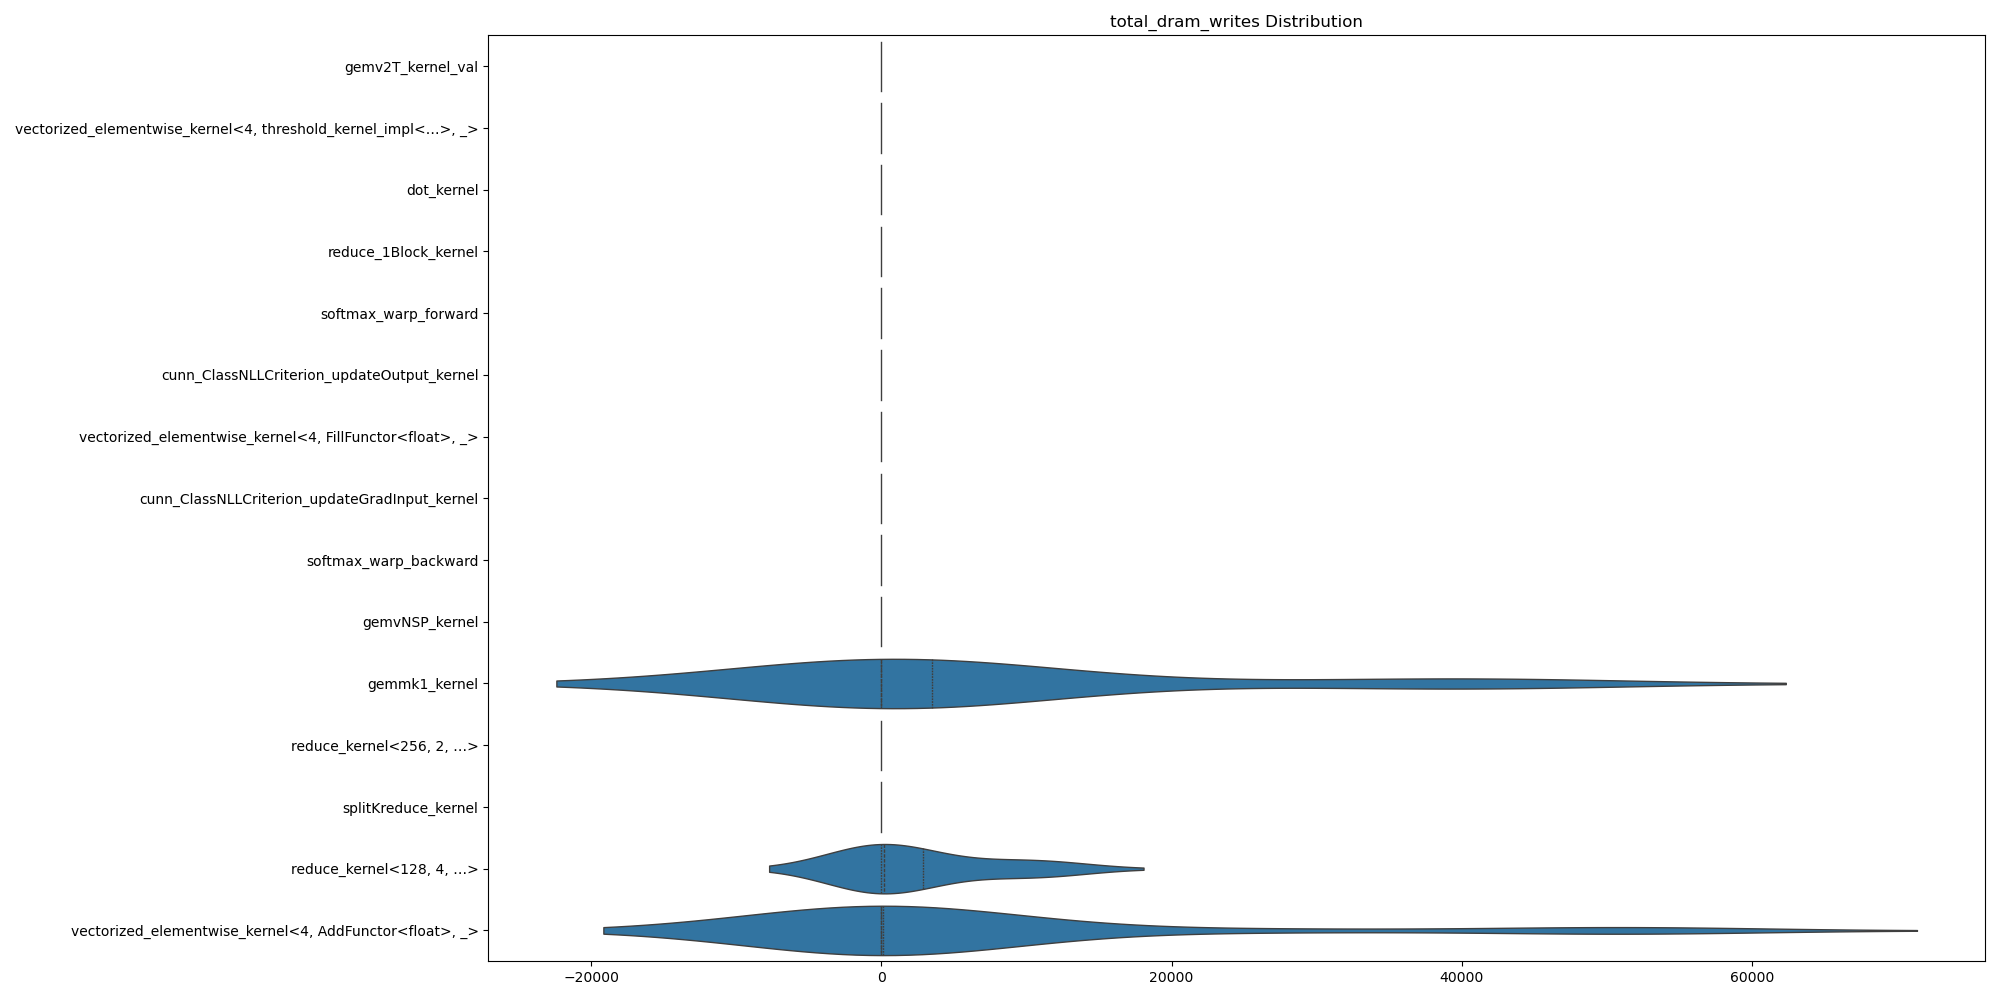 total_dram_writes Distribution
gemv2T_kernel_val
vectorized_elementwise_kernel<4, threshold_kernel_impl<...>, _>
dot_kernel
reduce_1Block_kernel
softmax_warp_forward
cunn_ClassNLLCriterion_updateOutput_kernel
vectorized_elementwise_kernel<4, FillFunctor<float>, _>
cunn_ClassNLLCriterion_updateGradInput_kernel
softmax_warp_backward
gemvNSP_kernel
gemmk1_kernel
reduce_kernel<256, 2, ...>
splitKreduce_kernel
reduce_kernel<128, 4, ...>
vectorized_elementwise_kernel<4, AddFunctor<float>, _>
−20000 0 20000 40000 60000